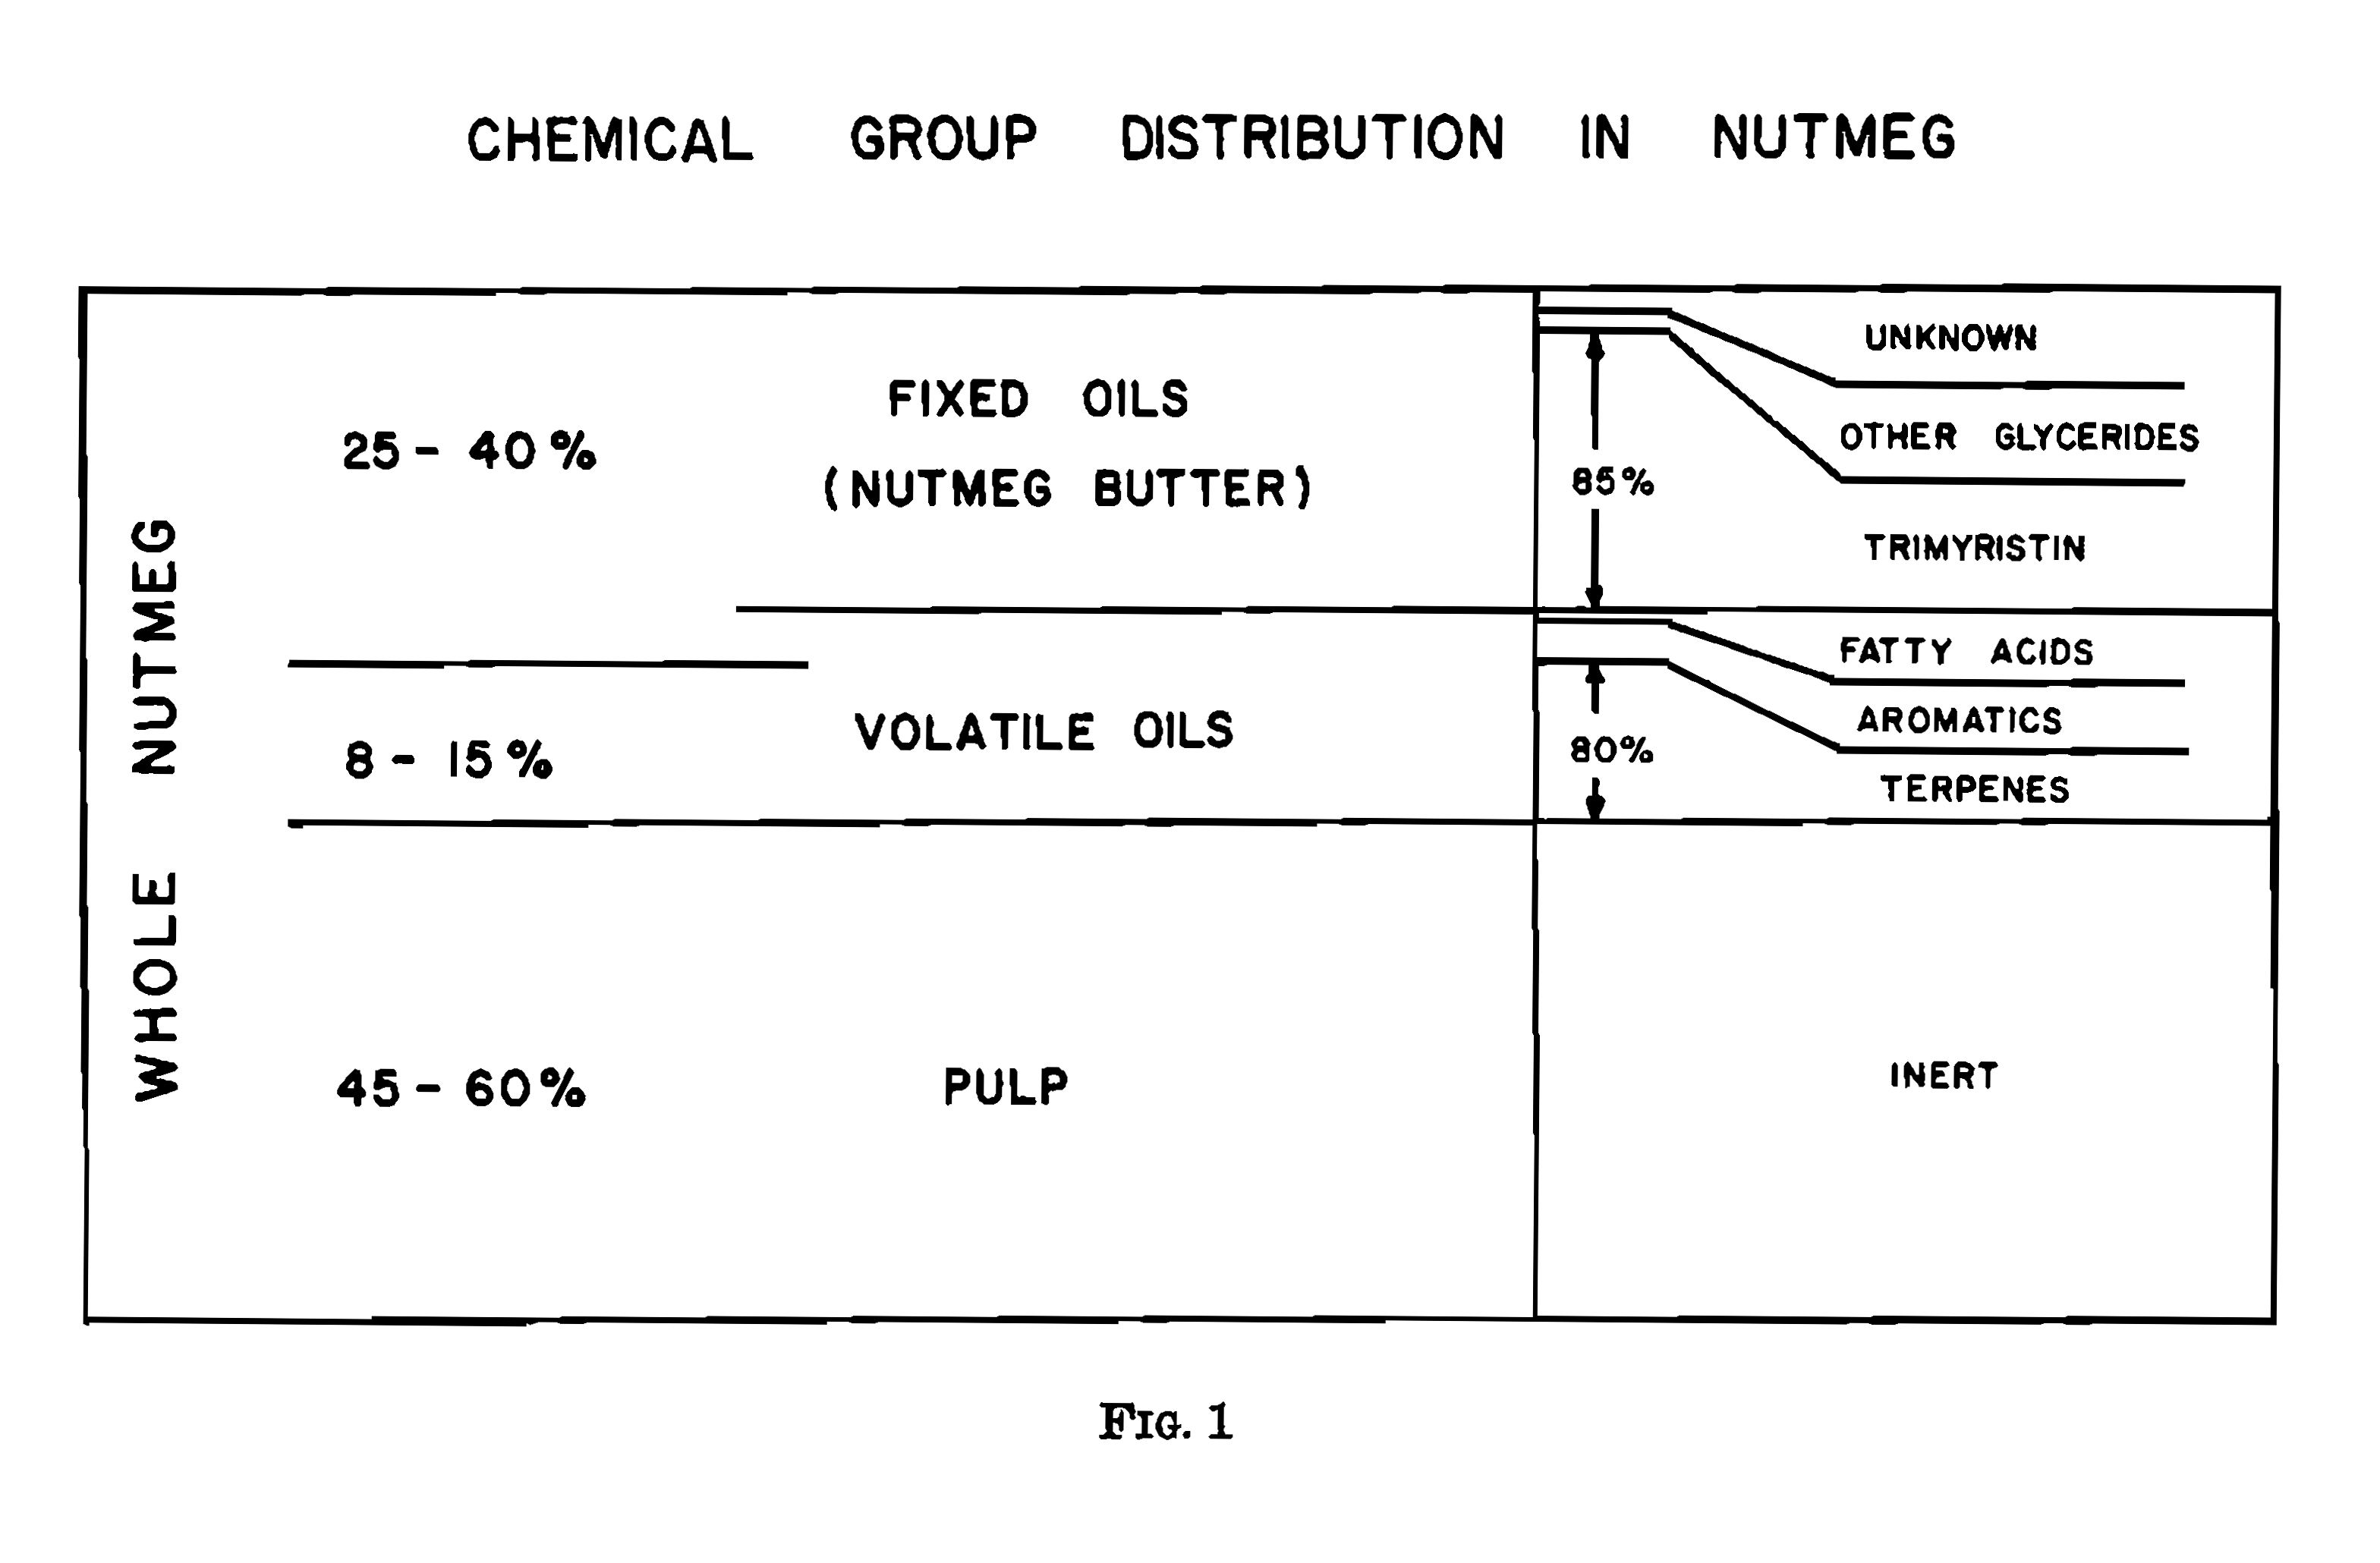 CHEMICAL GROUP DISTRIBUTION IN NUTMEG
WHOLE NUTMEG
25 - 40%
FIXED OILS
(NUTMEG BUTTER)
85%
UNKNOWN
OTHER GLYCERIDES
TRIMYRISTIN
8 - 15%
VOLATILE OILS
80%
FATTY ACIDS
AROMATICS
TERPENES
45 - 60%
PULP
INERT
FIG. 1